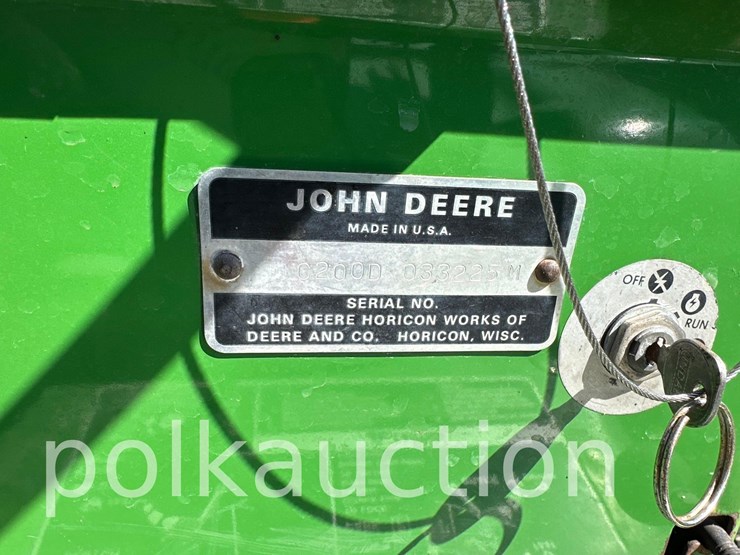 JOHN DEERE
MADE IN U.S.A.
SERIAL NO.
JOHN DEERE HORICON WORKS OF
DEERE AND CO. HORICON, WISC.
OFF
RUN
polkauction